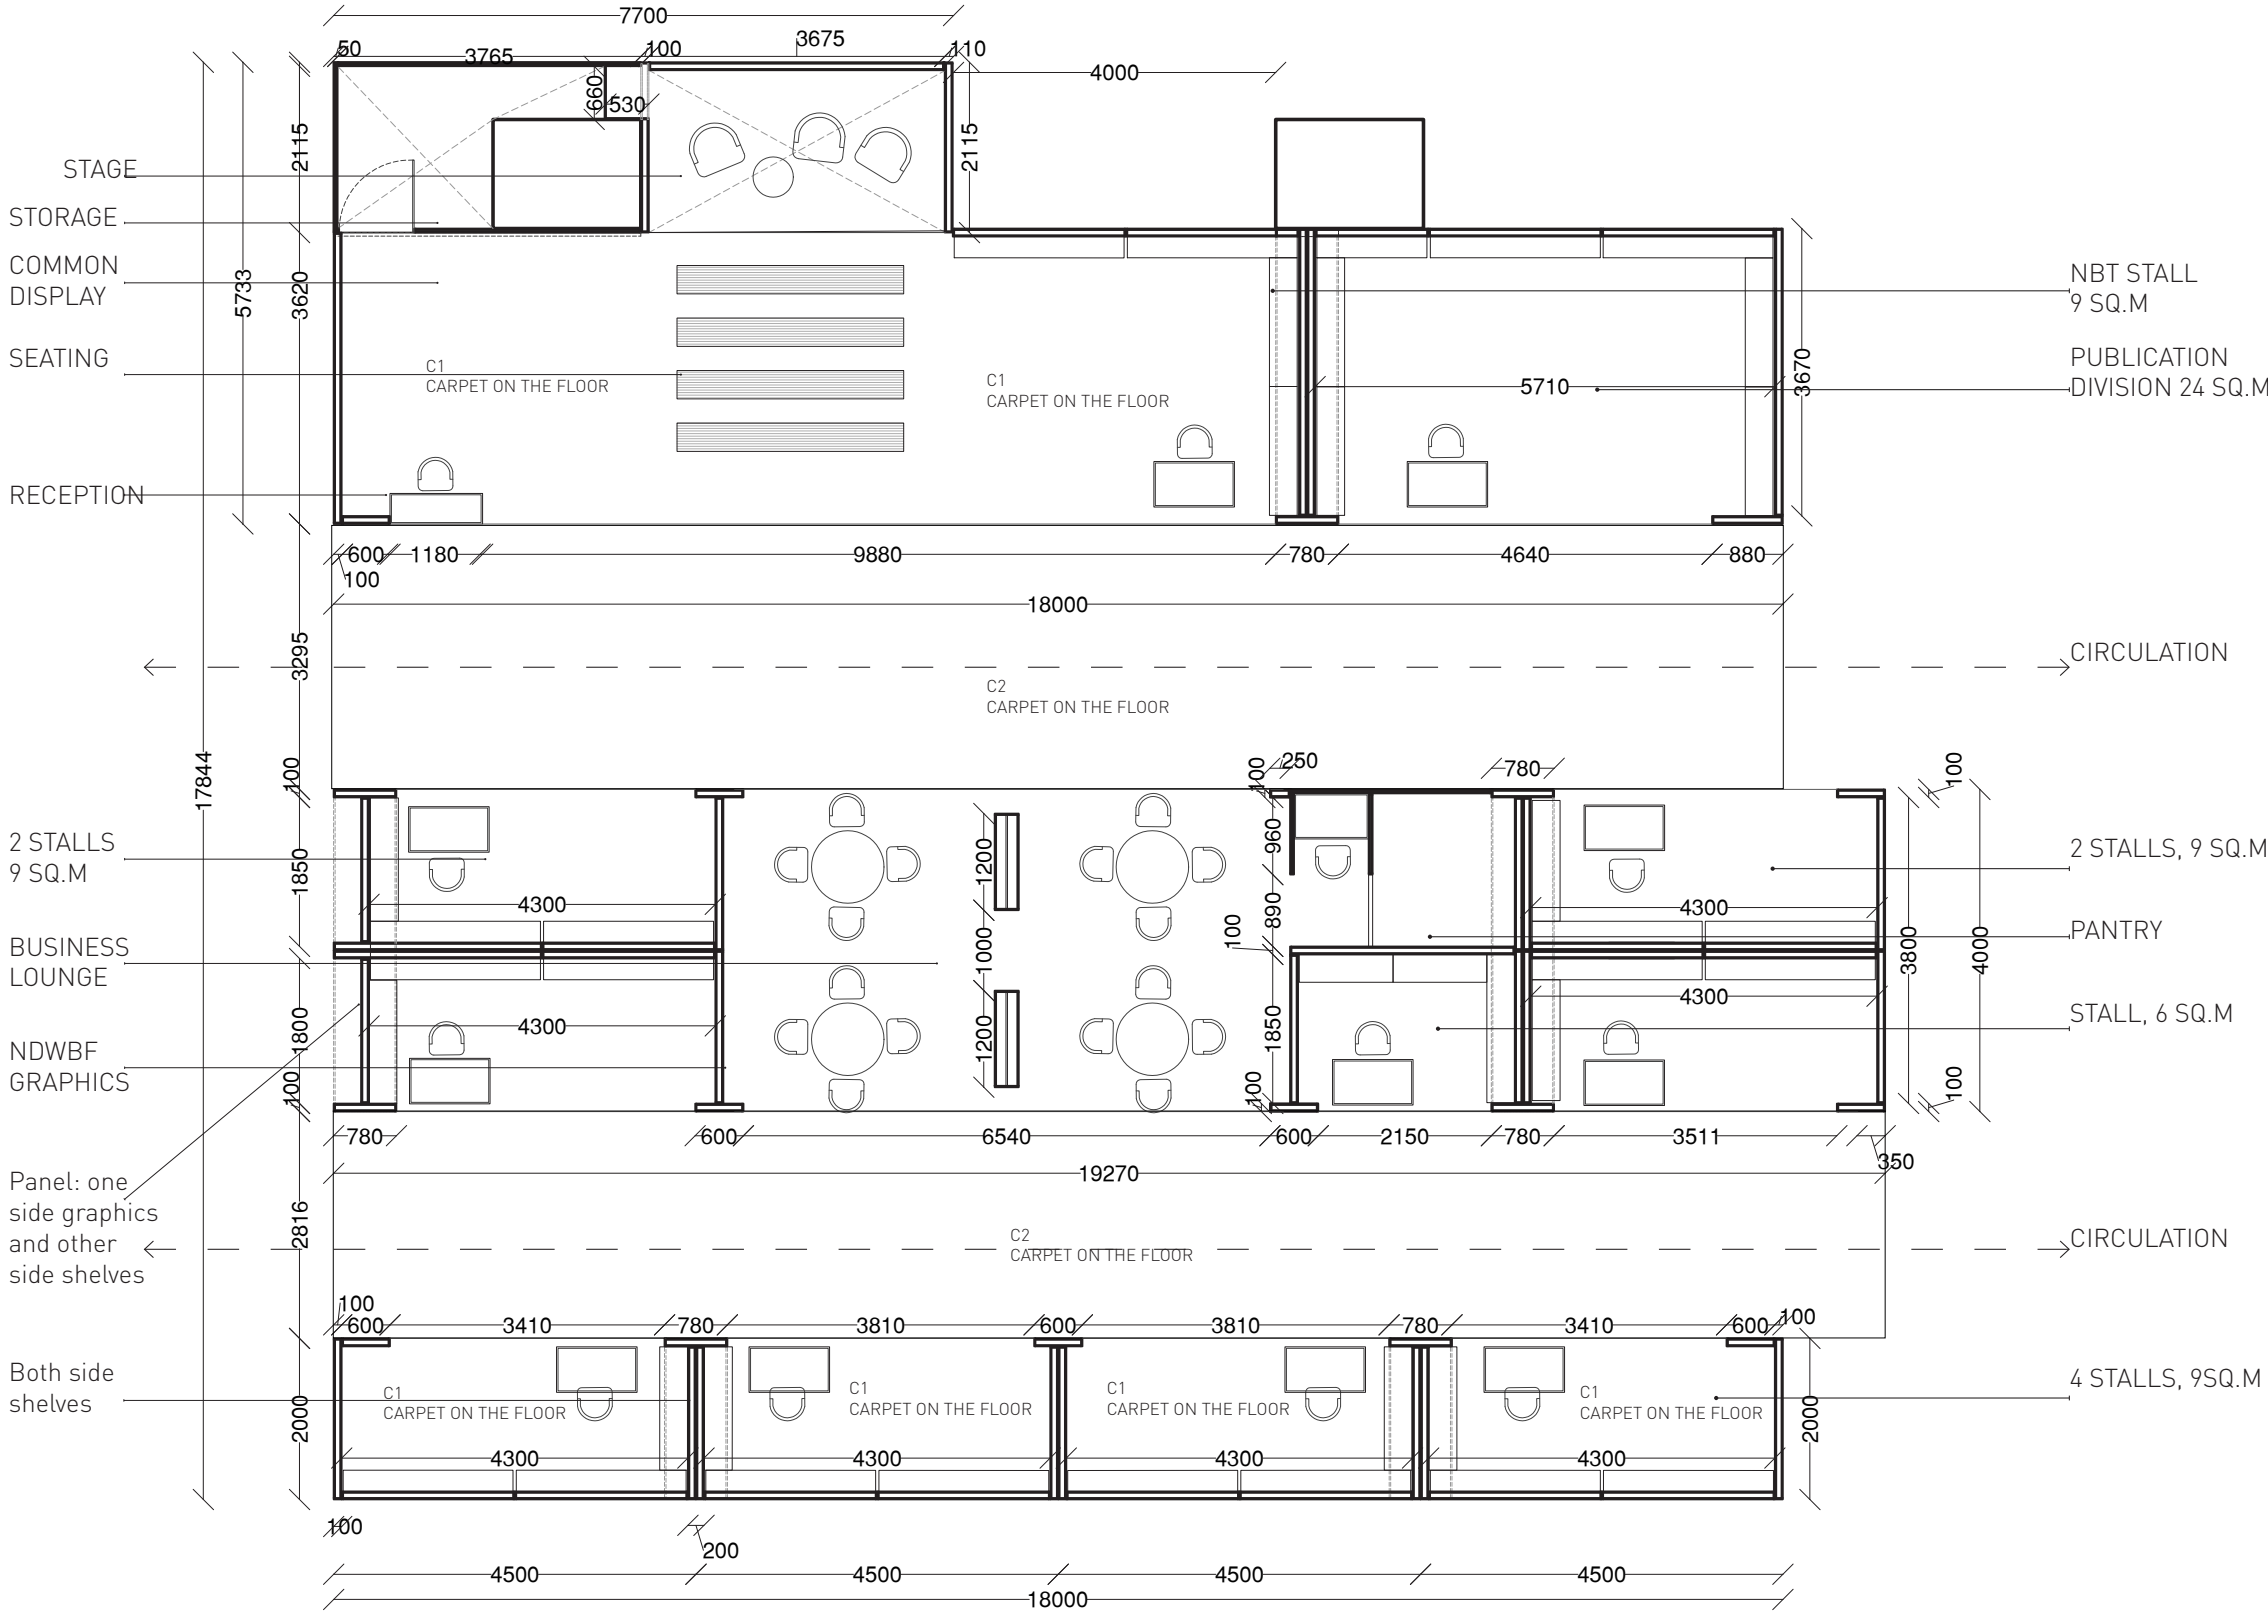 7700
50
3765
100
3675
110
4000
660
530
2115
2115
STAGE
STORAGE
COMMON
DISPLAY
5733
3620
NBT STALL
9 SQ.M
SEATING
C1
CARPET ON THE FLOOR
C1
CARPET ON THE FLOOR
5710
3670
PUBLICATION
DIVISION 24 SQ.M
RECEPTION
600
1180
9880
780
4640
880
100
18000
3295
CIRCULATION
C2
CARPET ON THE FLOOR
17844
100
100
250
780
100
2 STALLS
9 SQ.M
1850
4300
1200
960
890
4300
2 STALLS, 9 SQ.M
BUSINESS
LOUNGE
1000
100
PANTRY
3800
4000
4300
1800
1200
1850
4300
STALL, 6 SQ.M
NDWBF
GRAPHICS
100
100
100
780
600
6540
600
2150
780
3511
350
19270
Panel: one
side graphics
and other
side shelves
2816
C2
CARPET ON THE FLOOR
CIRCULATION
100
600
3410
780
3810
600
3810
780
3410
600
100
Both side
shelves
2000
C1
CARPET ON THE FLOOR
C1
CARPET ON THE FLOOR
C1
CARPET ON THE FLOOR
C1
CARPET ON THE FLOOR
4 STALLS, 9SQ.M
2000
4300
4300
4300
4300
100
200
4500
4500
4500
4500
18000